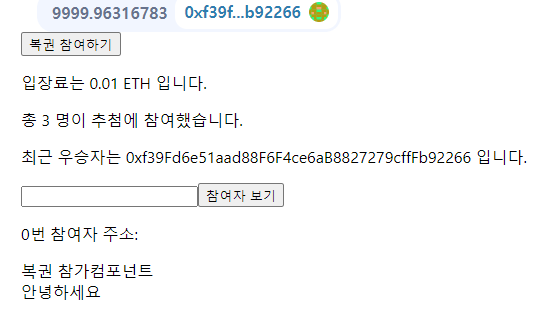 9999.96316783 0xf39f...b92266
복권 참여하기
입장료는 0.01 ETH 입니다.
총 3 명이 추첨에 참여했습니다.
최근 우승자는 0xf39Fd6e51aad88F6F4ce6aB8827279cffFb92266 입니다.
참여자 보기
0번 참여자 주소:
복권 참가컴포넌트
안녕하세요